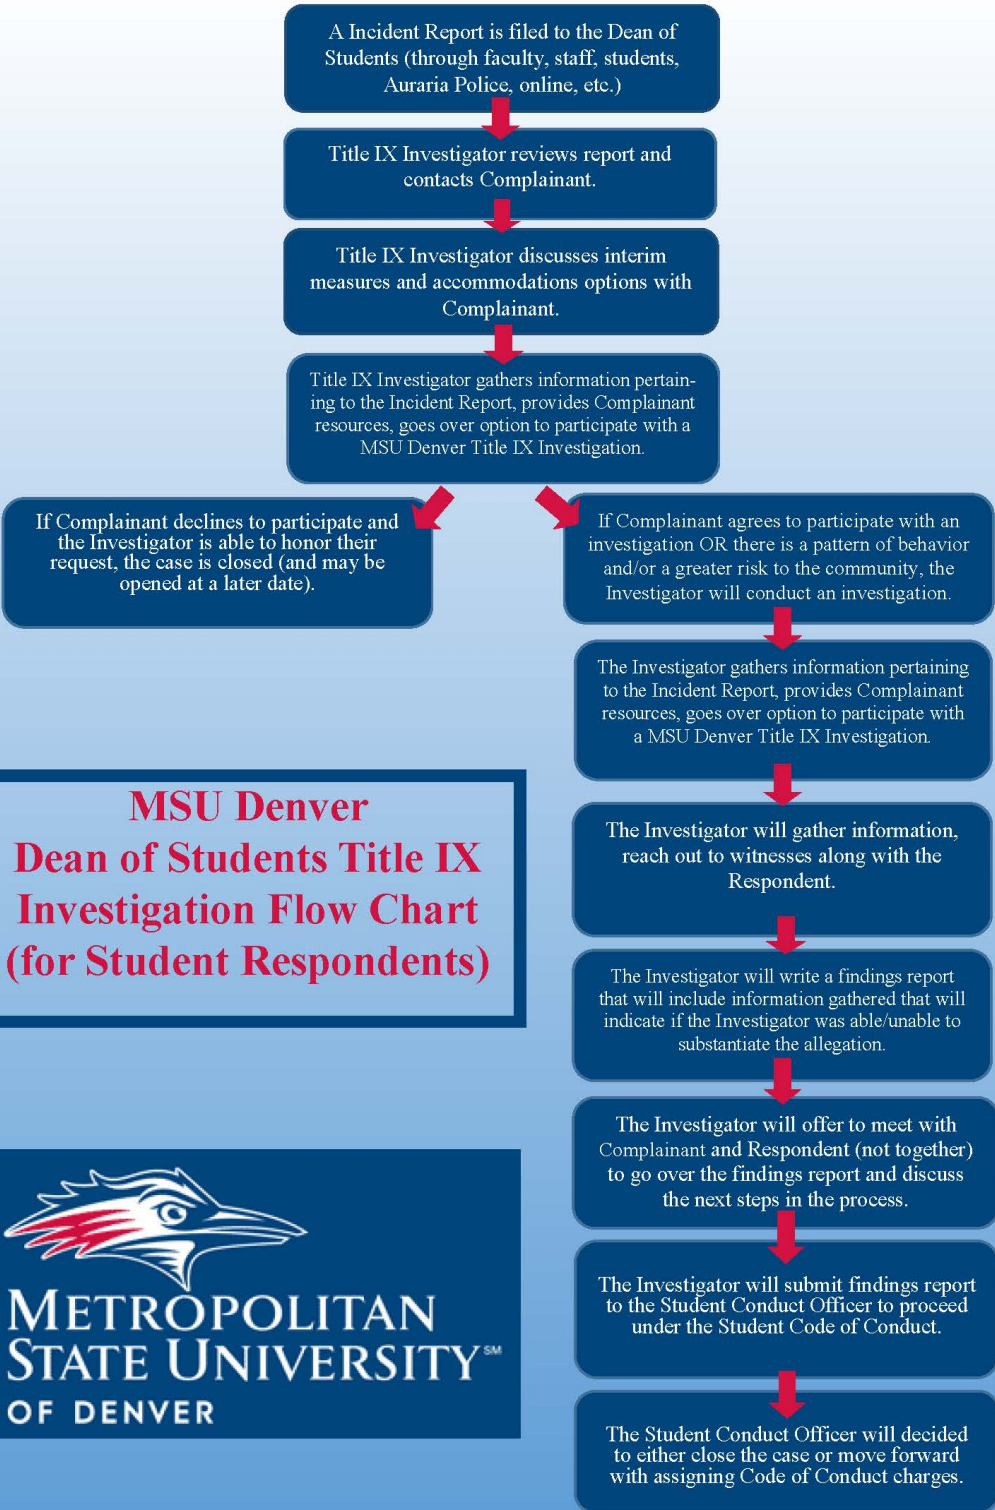 A Incident Report is filed to the Dean of
Students (through faculty, staff, students,
Auraria Police, online, etc.)
Title IX Investigator reviews report and
contacts Complainant.
Title IX Investigator discusses interim
measures and accommodations options with
Complainant.
Title IX Investigator gathers information pertain-
ing to the Incident Report, provides Complainant
resources, goes over option to participate with a
MSU Denver Title IX Investigation.
If Complainant declines to participate and
the Investigator is able to honor their
request, the case is closed (and may be
opened at a later date).
If Complainant agrees to participate with an
investigation OR there is a pattern of behavior
and/or a greater risk to the community, the
Investigator will conduct an investigation.
The Investigator gathers information pertaining
to the Incident Report, provides Complainant
resources, goes over option to participate with
a MSU Denver Title IX Investigation.
The Investigator will gather information,
reach out to witnesses along with the
Respondent.
The Investigator will write a findings report
that will include information gathered that will
indicate if the Investigator was able/unable to
substantiate the allegation.
The Investigator will offer to meet with
Complainant and Respondent (not together)
to go over the findings report and discuss
the next steps in the process.
The Investigator will submit findings report
to the Student Conduct Officer to proceed
under the Student Code of Conduct.
The Student Conduct Officer will decided
to either close the case or move forward
with assigning Code of Conduct charges.
MSU Denver
Dean of Students Title IX
Investigation Flow Chart
(for Student Respondents)
METROPOLITAN
STATE UNIVERSITY℠
OF DENVER